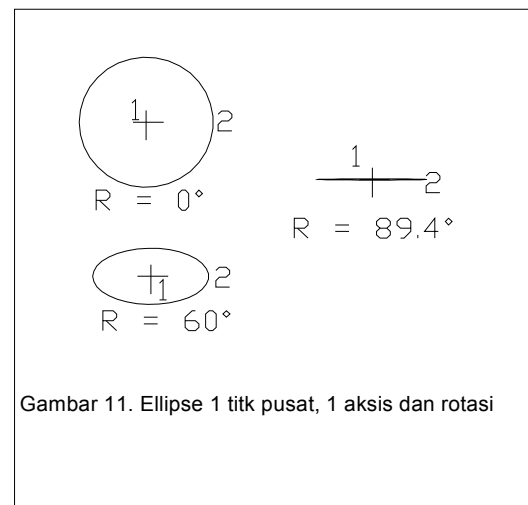 1 2
R = 0°
1 2
R = 89.4°
1 2
R = 60°
Gambar 11. Ellipse 1 titk pusat, 1 aksis dan rotasi